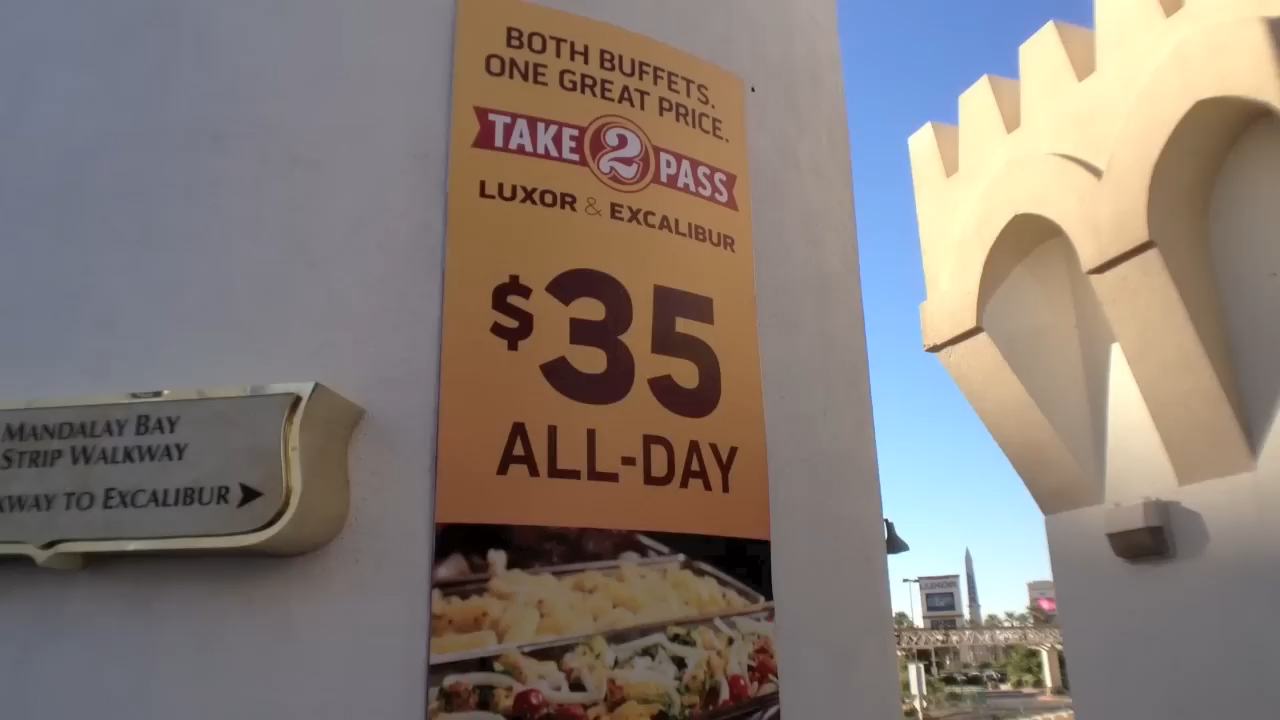 BOTH BUFFETS.
ONE GREAT PRICE.
TAKE 2 PASS
LUXOR & EXCALIBUR
$35
ALL-DAY
MANDALAY BAY
STRIP WALKWAY
KWAY TO EXCALIBUR
LUXOR